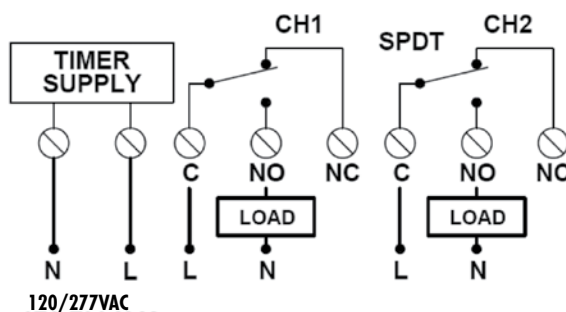 CH1
CH2
SPDT
TIMER
SUPPLY
C NO NC C NO NC
LOAD LOAD
N L L N L N
120/277VAC